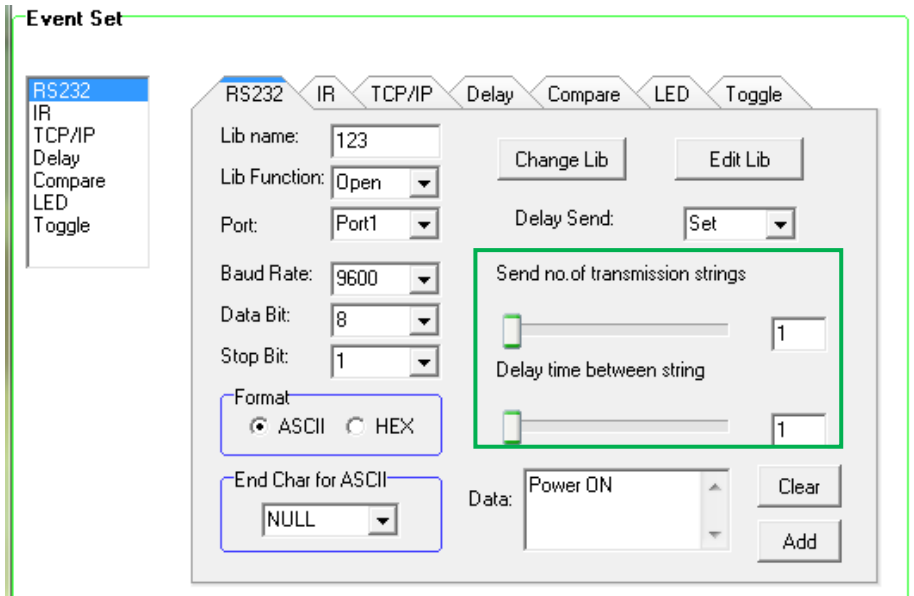 Event Set
RS232
IR
TCP/IP
Delay
Compare
LED
Toggle
RS232 IR TCP/IP Delay Compare LED Toggle
Lib name: 123
Change Lib Edit Lib
Lib Function: Open
Port: Port1
Delay Send: Set
Baud Rate: 9600
Send no.of transmission strings
Data Bit: 8
1
Stop Bit: 1
Delay time between string
Format
ASCII HEX
1
End Char for ASCII
NULL
Data: Power ON
Clear
Add